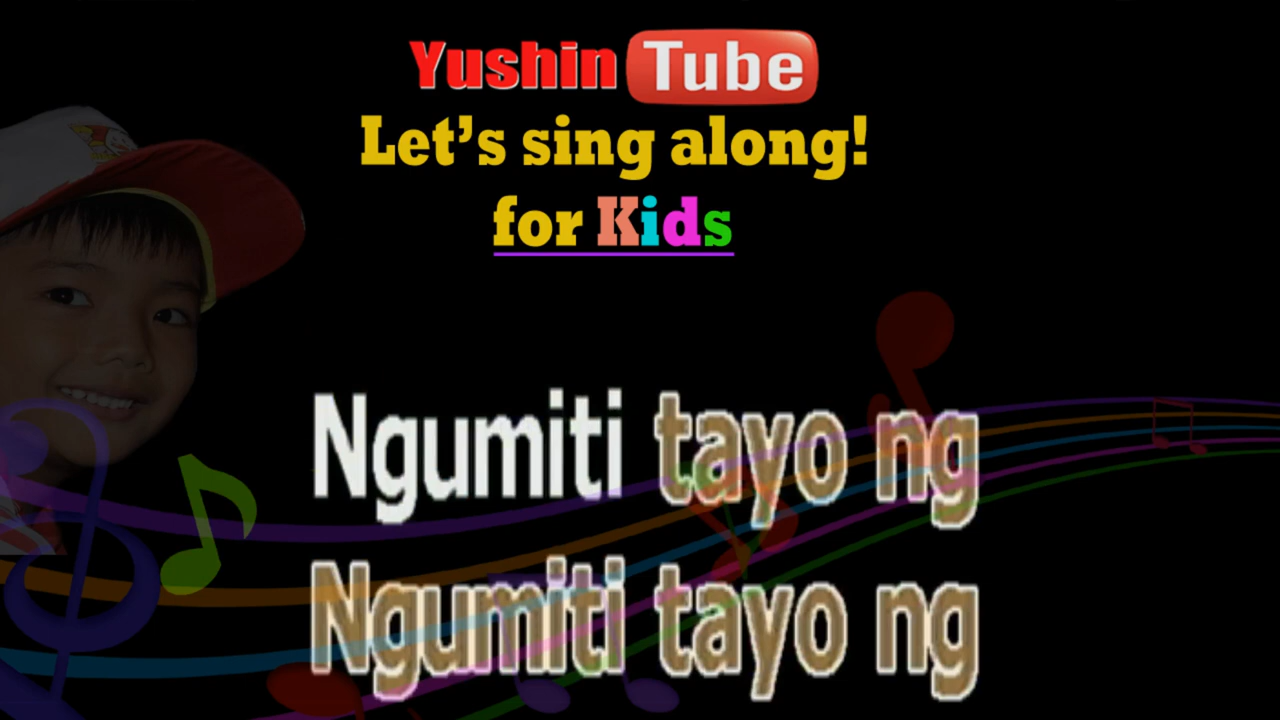 Yushin Tube
Let's sing along!
for Kids
Ngumiti tayo ng
Ngumiti tayo ng